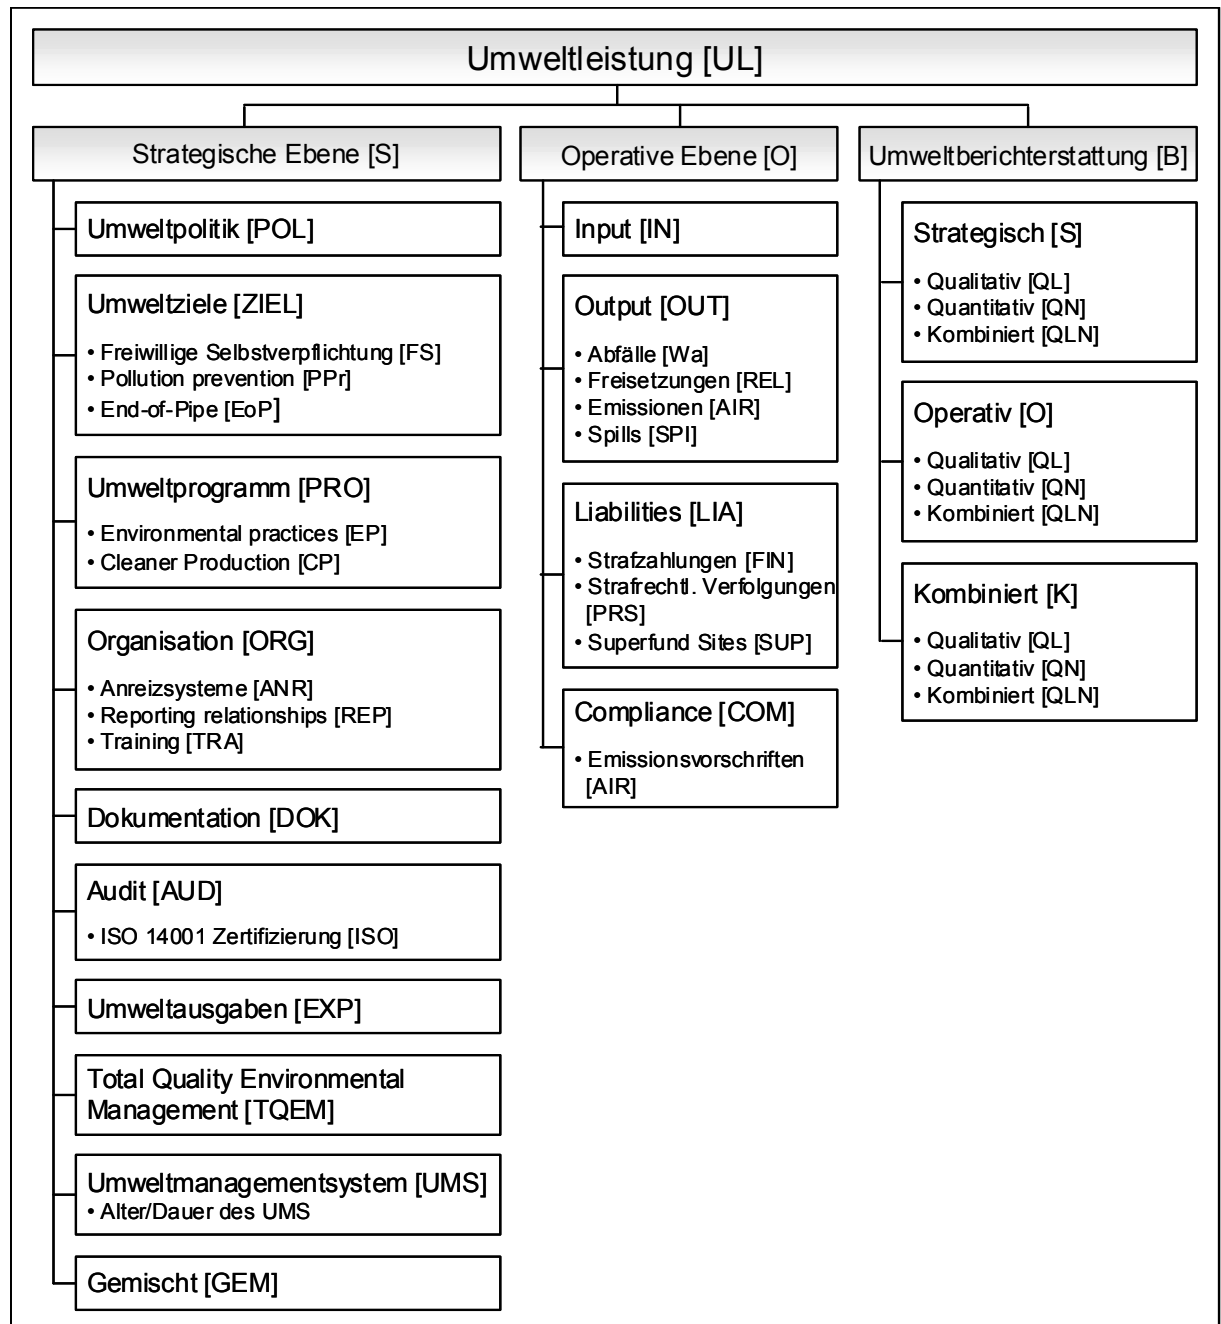 Umweltleistung [UL]
Strategische Ebene [S]
Umweltpolitik [POL]
Umweltziele [ZIEL]
• Freiwillige Selbstverpflichtung [FS]
• Pollution prevention [PPr]
• End-of-Pipe [EoP]
Umweltprogramm [PRO]
• Environmental practices [EP]
• Cleaner Production [CP]
Organisation [ORG]
• Anreizsysteme [ANR]
• Reporting relationships [REP]
• Training [TRA]
Dokumentation [DOK]
Audit [AUD]
• ISO 14001 Zertifizierung [ISO]
Umweltausgaben [EXP]
Total Quality Environmental
Management [TQEM]
Umweltmanagementsystem [UMS]
• Alter/Dauer des UMS
Gemischt [GEM]
Operative Ebene [O]
Input [IN]
Output [OUT]
• Abfälle [Wa]
• Freisetzungen [REL]
• Emissionen [AIR]
• Spills [SPI]
Liabilities [LIA]
• Strafzahlungen [FIN]
• Strafrechtl. Verfolgungen
[PRS]
• Superfund Sites [SUP]
Compliance [COM]
• Emissionsvorschriften
[AIR]
Umweltberichterstattung [B]
Strategisch [S]
• Qualitativ [QL]
• Quantitativ [QN]
• Kombiniert [QLN]
Operativ [O]
• Qualitativ [QL]
• Quantitativ [QN]
• Kombiniert [QLN]
Kombiniert [K]
• Qualitativ [QL]
• Quantitativ [QN]
• Kombiniert [QLN]